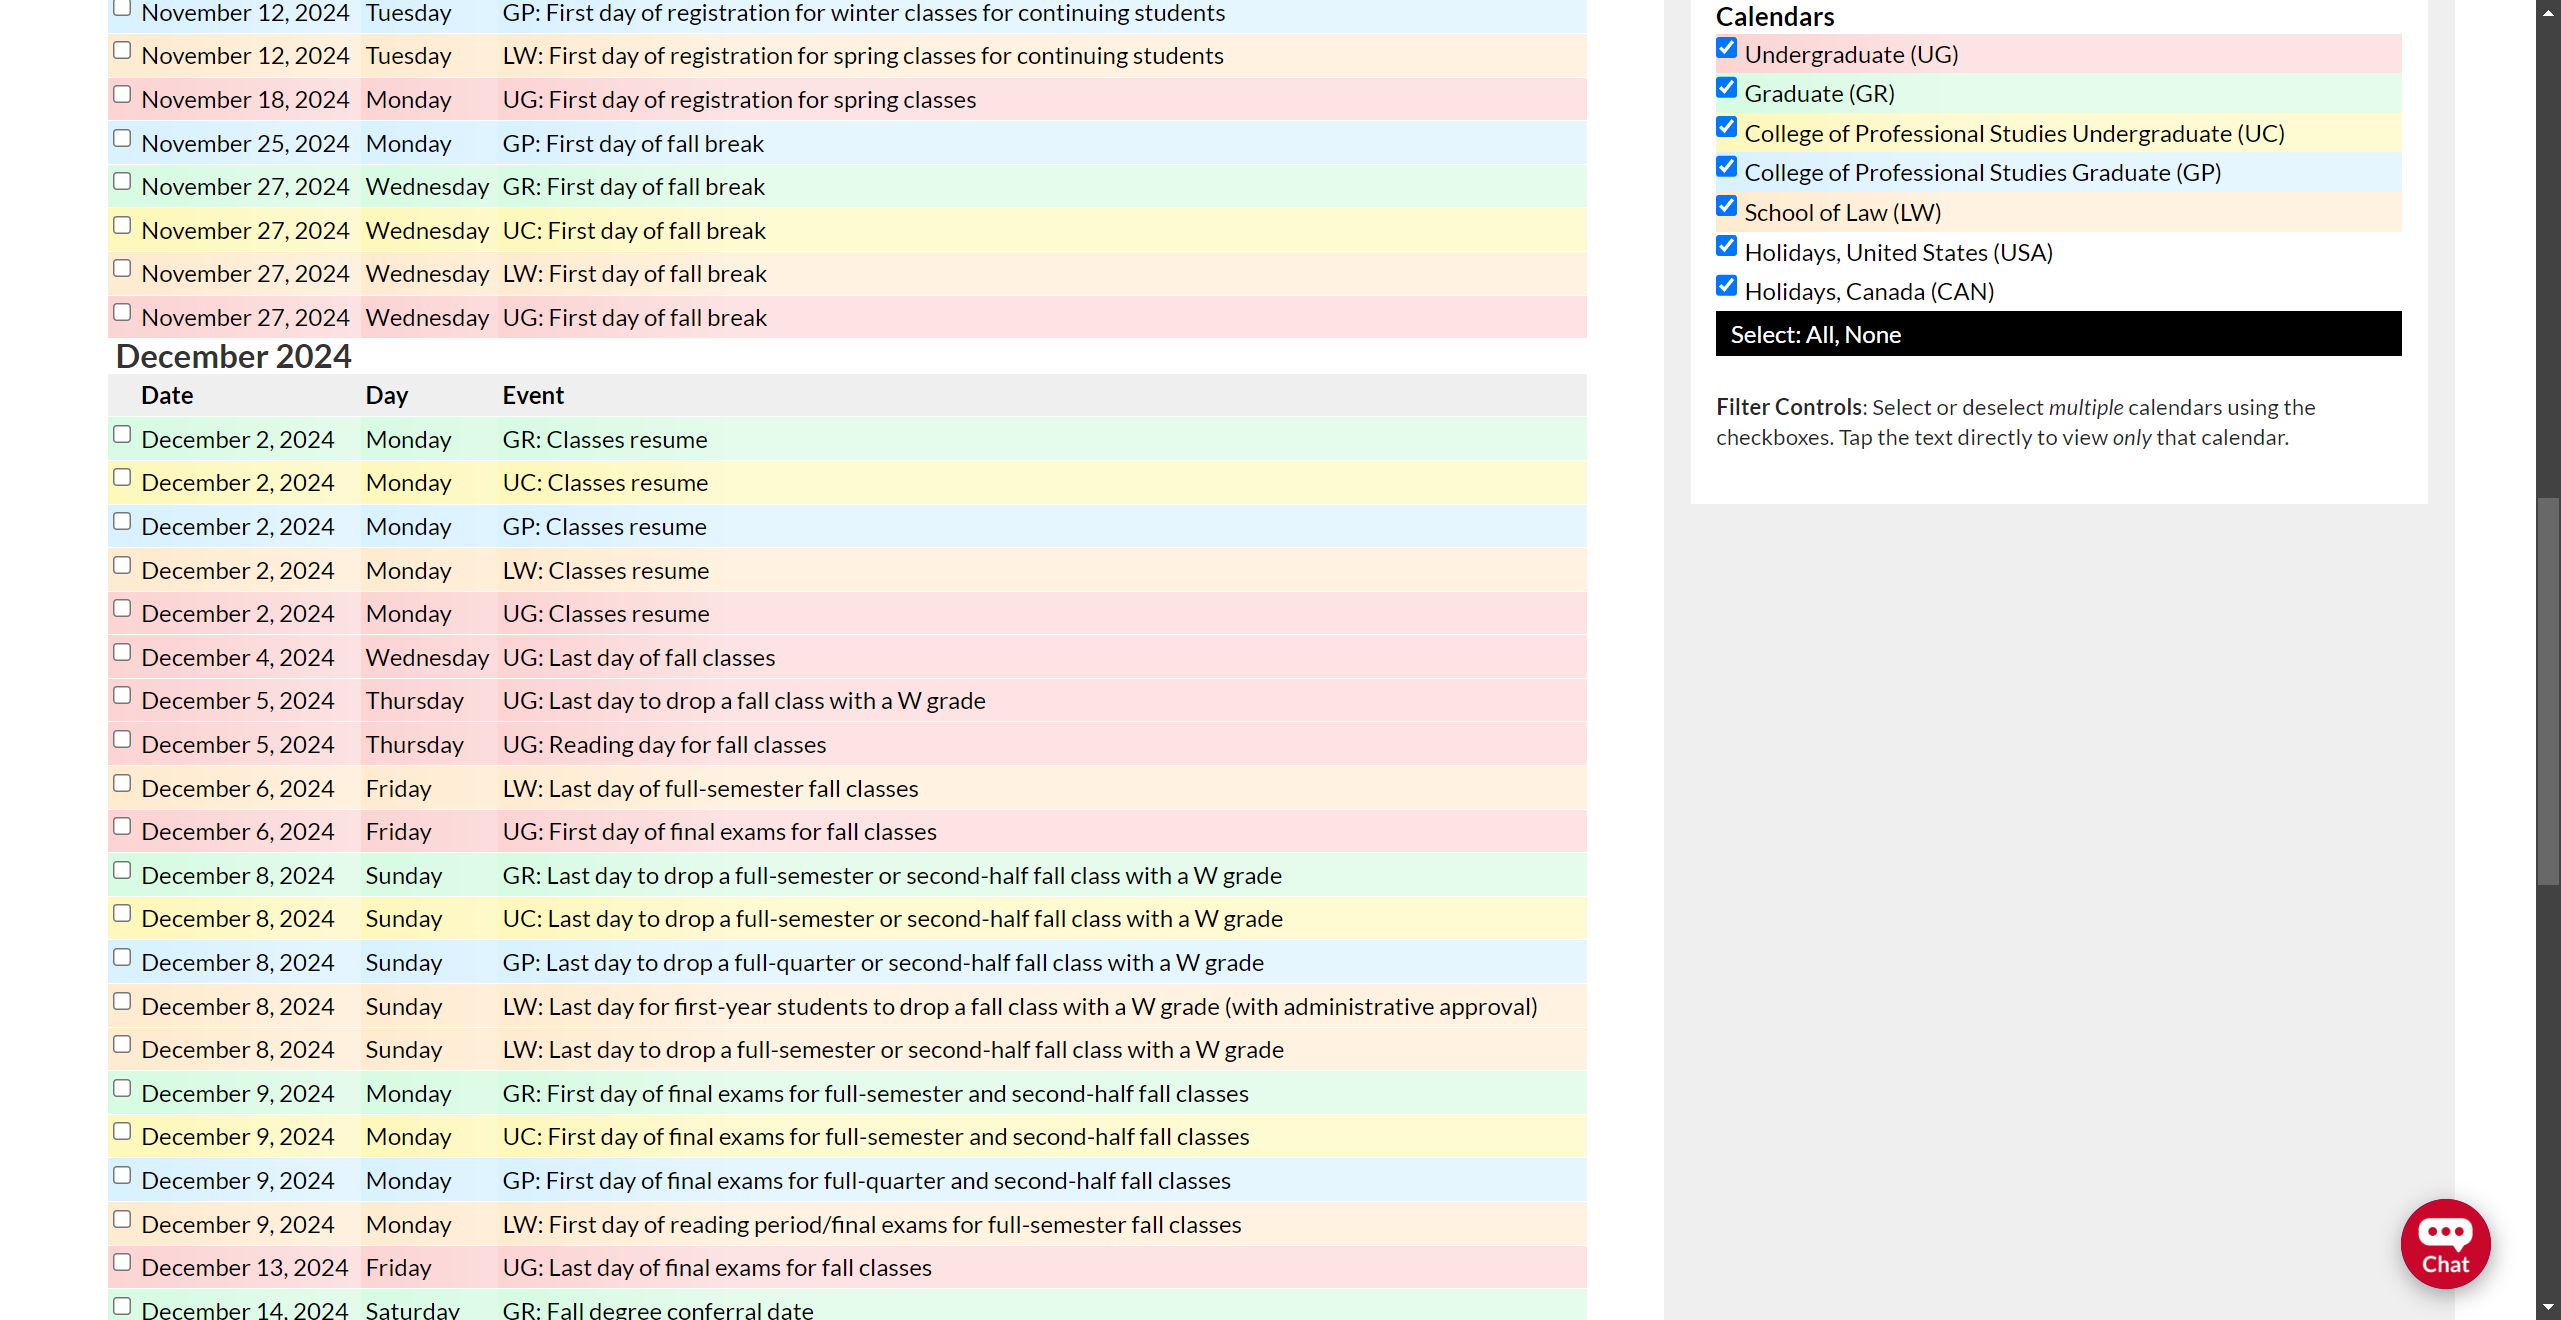 November 12, 2024 Tuesday GP: First day of registration for winter classes for continuing students
November 12, 2024 Tuesday LW: First day of registration for spring classes for continuing students
November 18, 2024 Monday UG: First day of registration for spring classes
November 25, 2024 Monday GP: First day of fall break
November 27, 2024 Wednesday GR: First day of fall break
November 27, 2024 Wednesday UC: First day of fall break
November 27, 2024 Wednesday LW: First day of fall break
November 27, 2024 Wednesday UG: First day of fall break
December 2024
Date Day Event
December 2, 2024 Monday GR: Classes resume
December 2, 2024 Monday UC: Classes resume
December 2, 2024 Monday GP: Classes resume
December 2, 2024 Monday LW: Classes resume
December 2, 2024 Monday UG: Classes resume
December 4, 2024 Wednesday UG: Last day of fall classes
December 5, 2024 Thursday UG: Last day to drop a fall class with a W grade
December 5, 2024 Thursday UG: Reading day for fall classes
December 6, 2024 Friday LW: Last day of full-semester fall classes
December 6, 2024 Friday UG: First day of final exams for fall classes
December 8, 2024 Sunday GR: Last day to drop a full-semester or second-half fall class with a W grade
December 8, 2024 Sunday UC: Last day to drop a full-semester or second-half fall class with a W grade
December 8, 2024 Sunday GP: Last day to drop a full-quarter or second-half fall class with a W grade
December 8, 2024 Sunday LW: Last day for first-year students to drop a fall class with a W grade (with administrative approval)
December 8, 2024 Sunday LW: Last day to drop a full-semester or second-half fall class with a W grade
December 9, 2024 Monday GR: First day of final exams for full-semester and second-half fall classes
December 9, 2024 Monday UC: First day of final exams for full-semester and second-half fall classes
December 9, 2024 Monday GP: First day of final exams for full-quarter and second-half fall classes
December 9, 2024 Monday LW: First day of reading period/final exams for full-semester fall classes
December 13, 2024 Friday UG: Last day of final exams for fall classes
December 14, 2024 Saturday GR: Fall degree conferral date
Calendars
Undergraduate (UG)
Graduate (GR)
College of Professional Studies Undergraduate (UC)
College of Professional Studies Graduate (GP)
School of Law (LW)
Holidays, United States (USA)
Holidays, Canada (CAN)
Select: All, None
Filter Controls: Select or deselect multiple calendars using the
checkboxes. Tap the text directly to view only that calendar.
Chat